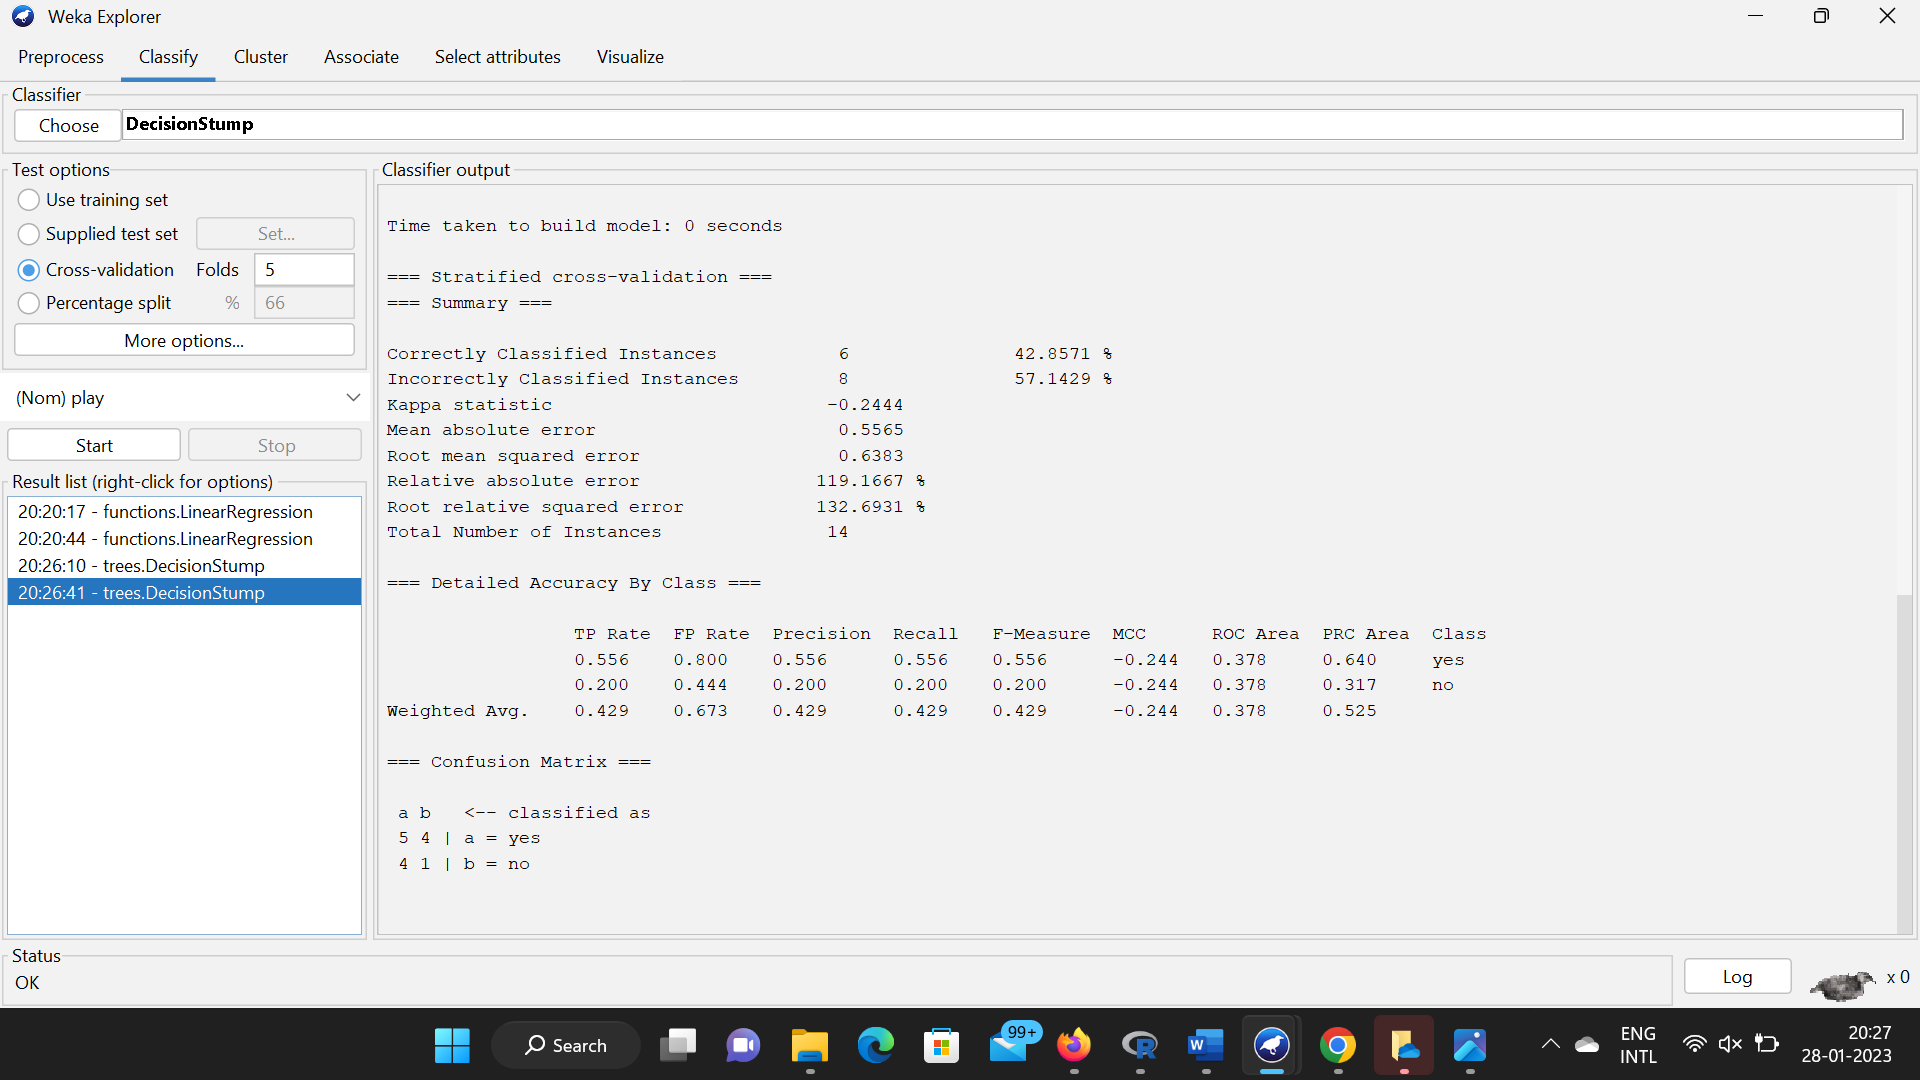 Weka Explorer
Preprocess Classify Cluster Associate Select attributes Visualize
Classifier
Choose DecisionStump
Test options
Use training set
Supplied test set Set...
Cross-validation Folds 5
Percentage split % 66
More options...
(Nom) play
Start Stop
Result list (right-click for options)
20:20:17 - functions.LinearRegression
20:20:44 - functions.LinearRegression
20:26:10 - trees.DecisionStump
20:26:41 - trees.DecisionStump
Classifier output
Time taken to build model: 0 seconds
=== Stratified cross-validation ===
=== Summary ===
Correctly Classified Instances 6 42.8571 %
Incorrectly Classified Instances 8 57.1429 %
Kappa statistic -0.2444
Mean absolute error 0.5565
Root mean squared error 0.6383
Relative absolute error 119.1667 %
Root relative squared error 132.6931 %
Total Number of Instances 14
=== Detailed Accuracy By Class ===
TP Rate FP Rate Precision Recall F-Measure MCC ROC Area PRC Area Class
0.556 0.800 0.556 0.556 0.556 -0.244 0.378 0.640 yes
0.200 0.444 0.200 0.200 0.200 -0.244 0.378 0.317 no
Weighted Avg. 0.429 0.673 0.429 0.429 0.429 -0.244 0.378 0.525
=== Confusion Matrix ===
a b <-- classified as
5 4 | a = yes
4 1 | b = no
Status
OK
Log
x 0
Search
99+
R
W
ENG
INTL
20:27
28-01-2023